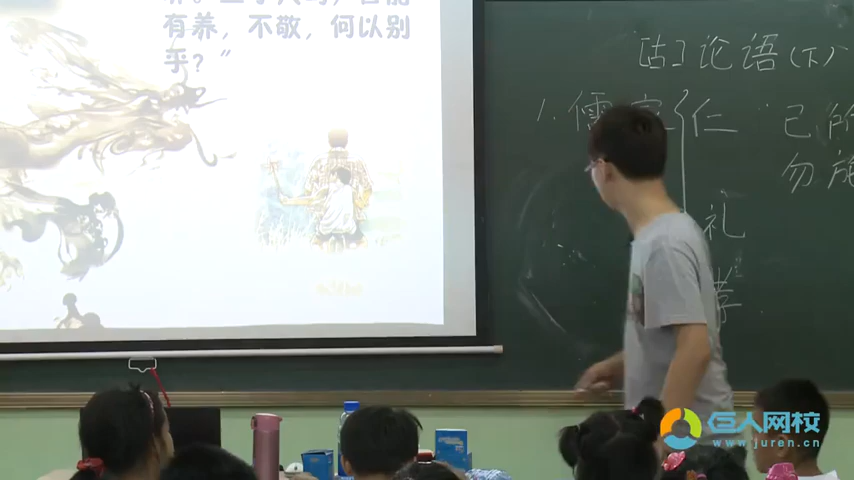 有养，不敬，何以别
乎？”
[古]论语(下)
1. 儒家 仁 己所
勿施
礼
孝
巨人网校
www.juren.cn